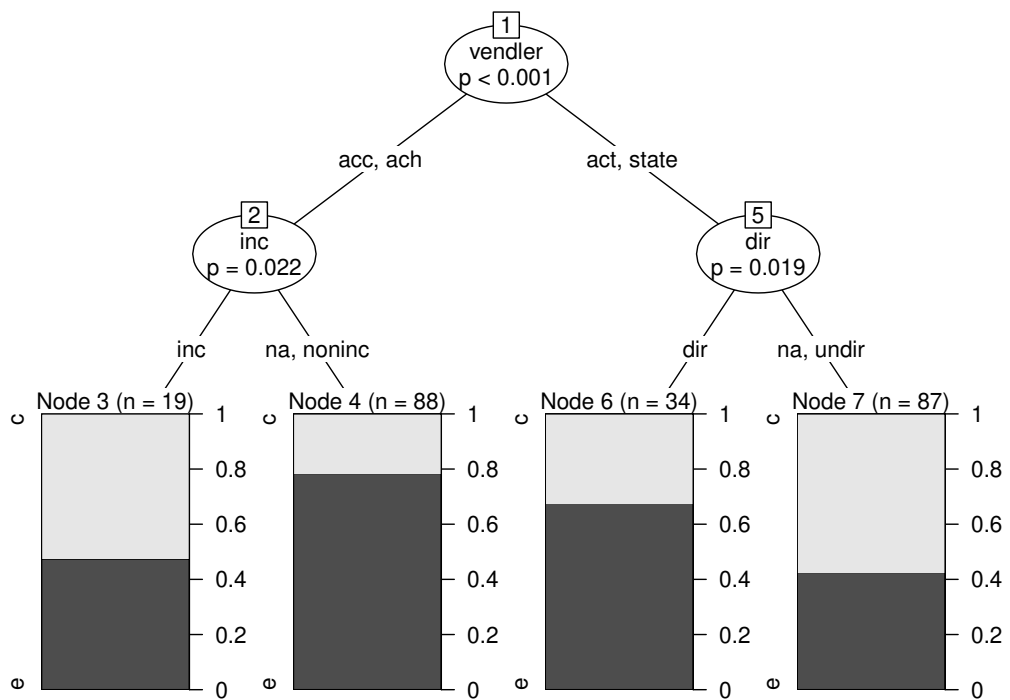 1
vendler
p < 0.001
acc, ach
act, state
2
inc
p = 0.022
5
dir
p = 0.019
inc
na, noninc
dir
na, undir
Node 3 (n = 19)
c
e
1
0.8
0.6
0.4
0.2
0
Node 4 (n = 88)
c
e
1
0.8
0.6
0.4
0.2
0
Node 6 (n = 34)
c
e
1
0.8
0.6
0.4
0.2
0
Node 7 (n = 87)
c
e
1
0.8
0.6
0.4
0.2
0